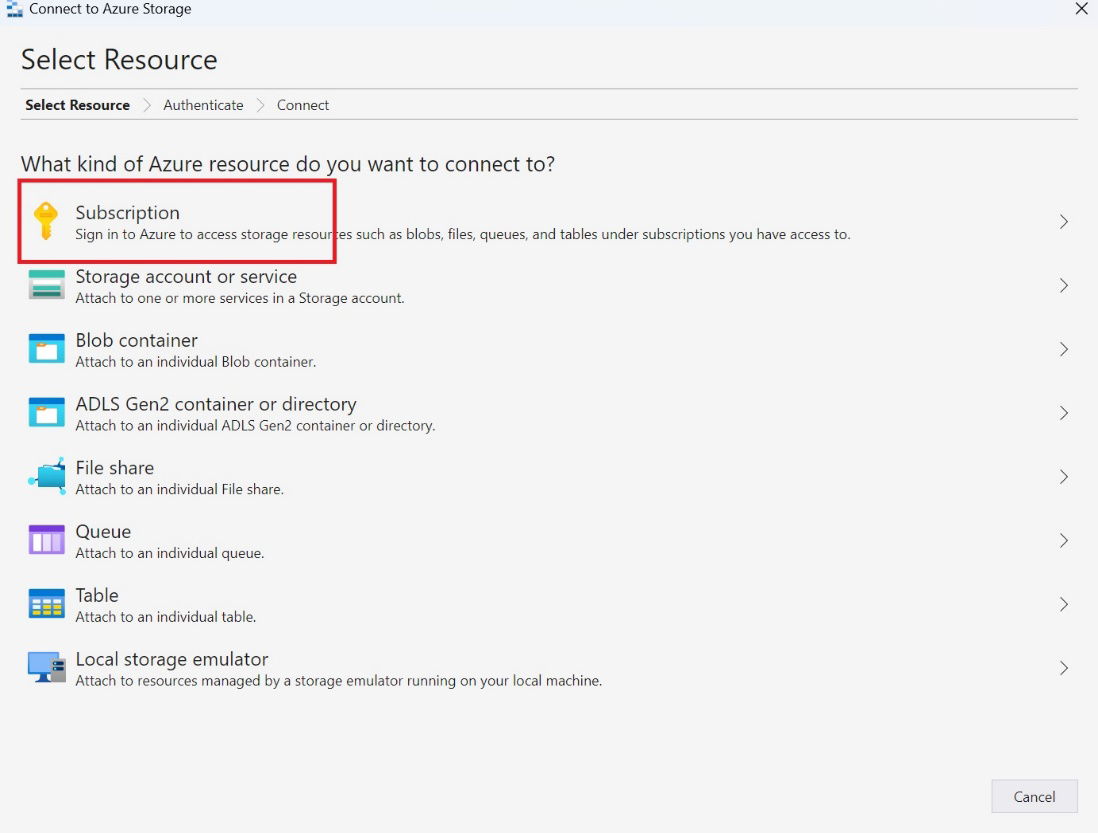 Connect to Azure Storage
Select Resource
Select Resource Authenticate Connect
What kind of Azure resource do you want to connect to?
Subscription
Sign in to Azure to access storage resources such as blobs, files, queues, and tables under subscriptions you have access to.
Storage account or service
Attach to one or more services in a Storage account.
Blob container
Attach to an individual Blob container.
ADLS Gen2 container or directory
Attach to an individual ADLS Gen2 container or directory.
File share
Attach to an individual File share.
Queue
Attach to an individual queue.
Table
Attach to an individual table.
Local storage emulator
Attach to resources managed by a storage emulator running on your local machine.
Cancel